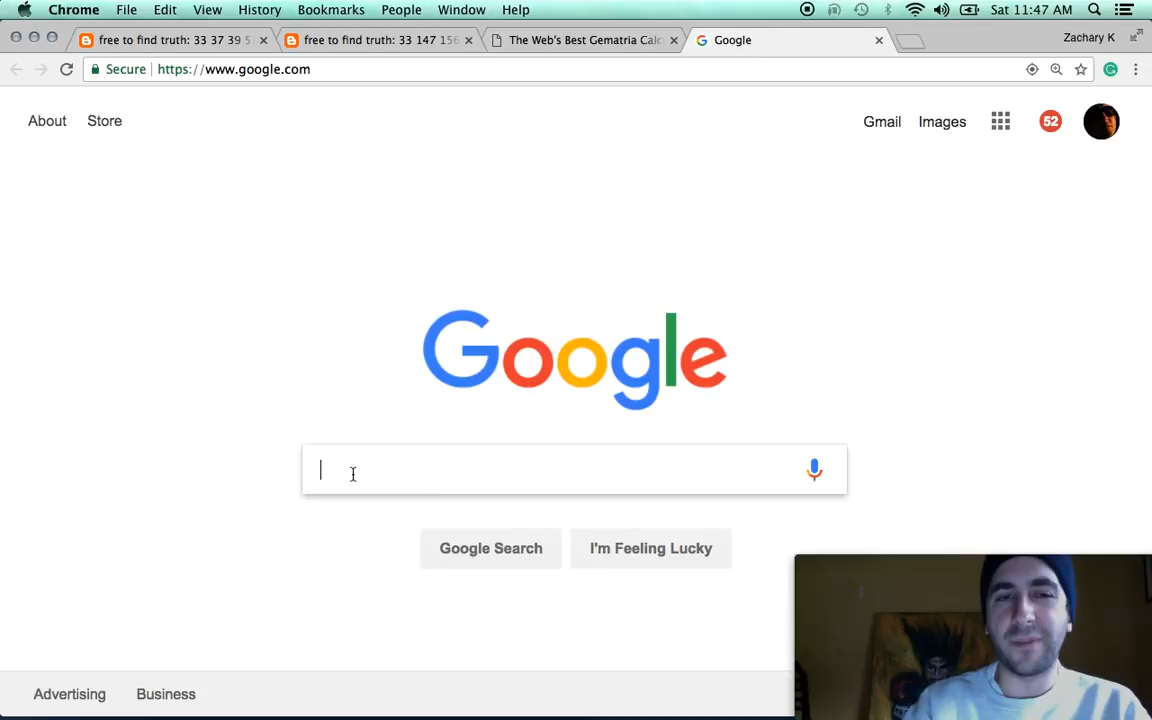 Chrome File Edit View History Bookmarks People Window Help Sat 11:47 AM
free to find truth: 33 37 39 5 free to find truth: 33 147 156 The Web's Best Gematria Calc Google Zachary K
Secure https://www.google.com
About Store Gmail Images 52
Google
Google Search I'm Feeling Lucky
Advertising Business